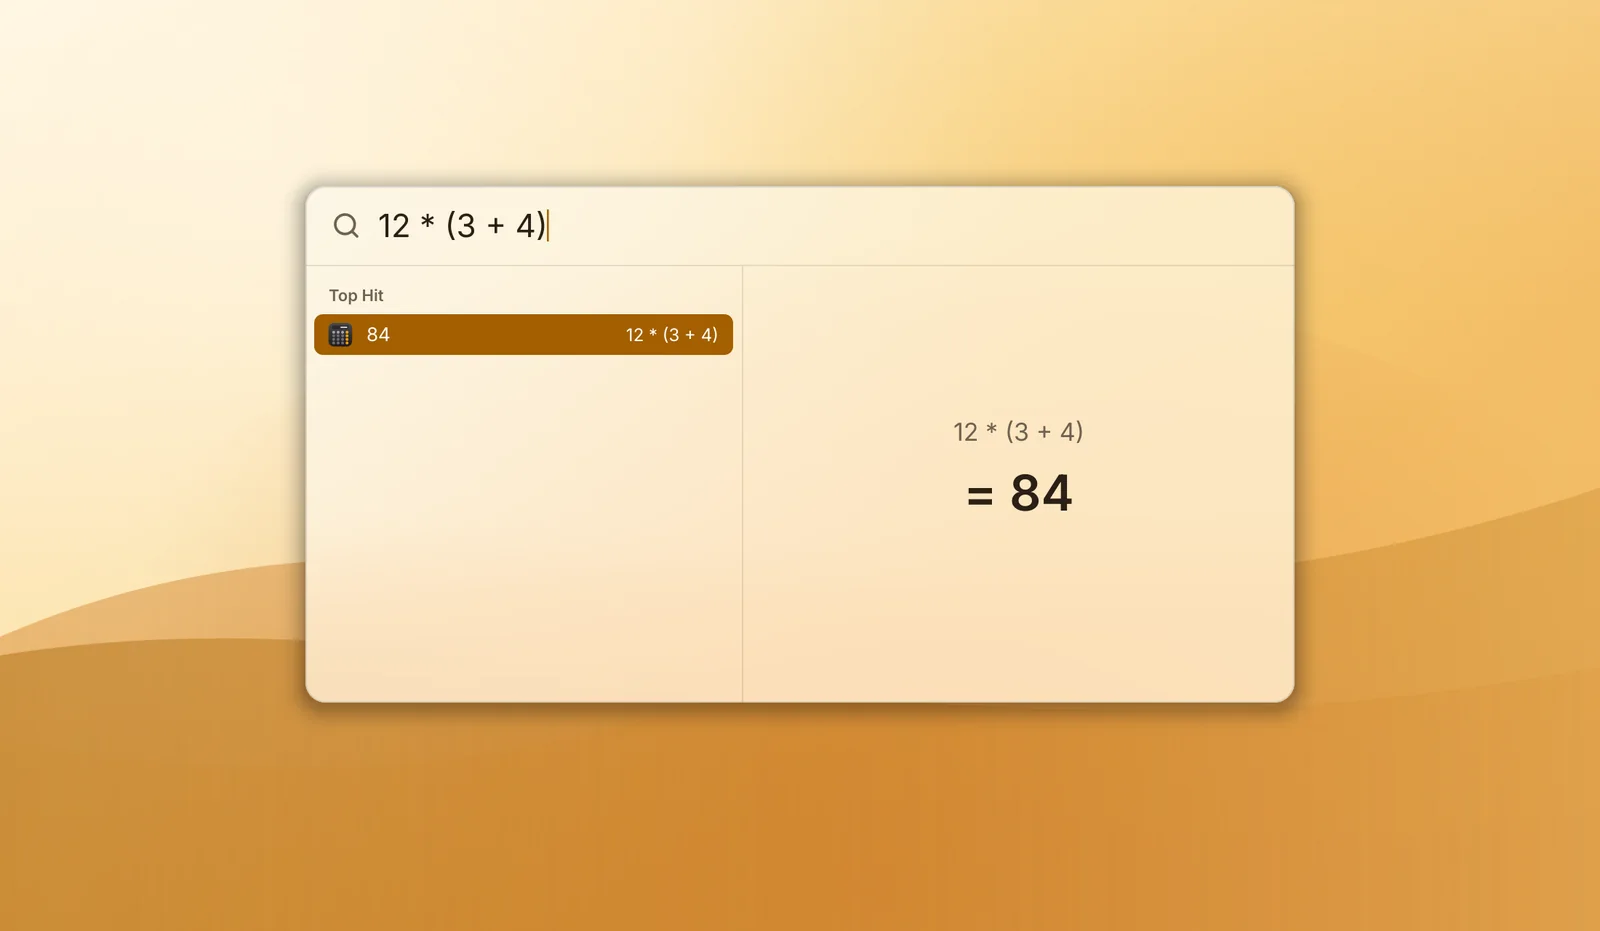 12 * (3 + 4)
Top Hit
84 12 * (3 + 4)
12 * (3 + 4)
= 84